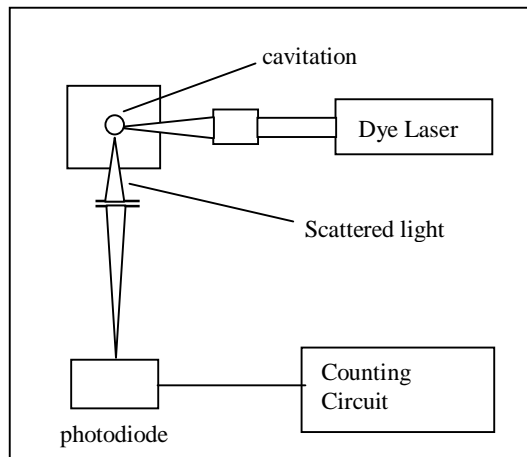 cavitation
Dye Laser
Scattered light
Counting
Circuit
photodiode